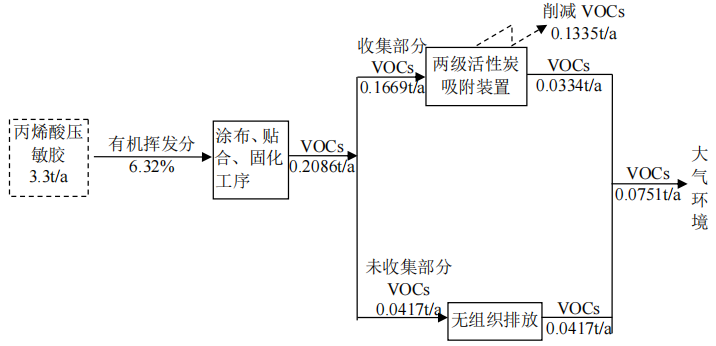 削减 VOCs
0.1335t/a
收集部分
VOCs
0.1669t/a
两级活性炭
吸附装置
VOCs
0.0334t/a
丙烯酸压
敏胶
3.3t/a
有机挥发分
6.32%
涂布、贴
合、固化
工序
VOCs
0.2086t/a
VOCs
0.0751t/a
大
气
环
境
未收集部分
VOCs
0.0417t/a
无组织排放
VOCs
0.0417t/a